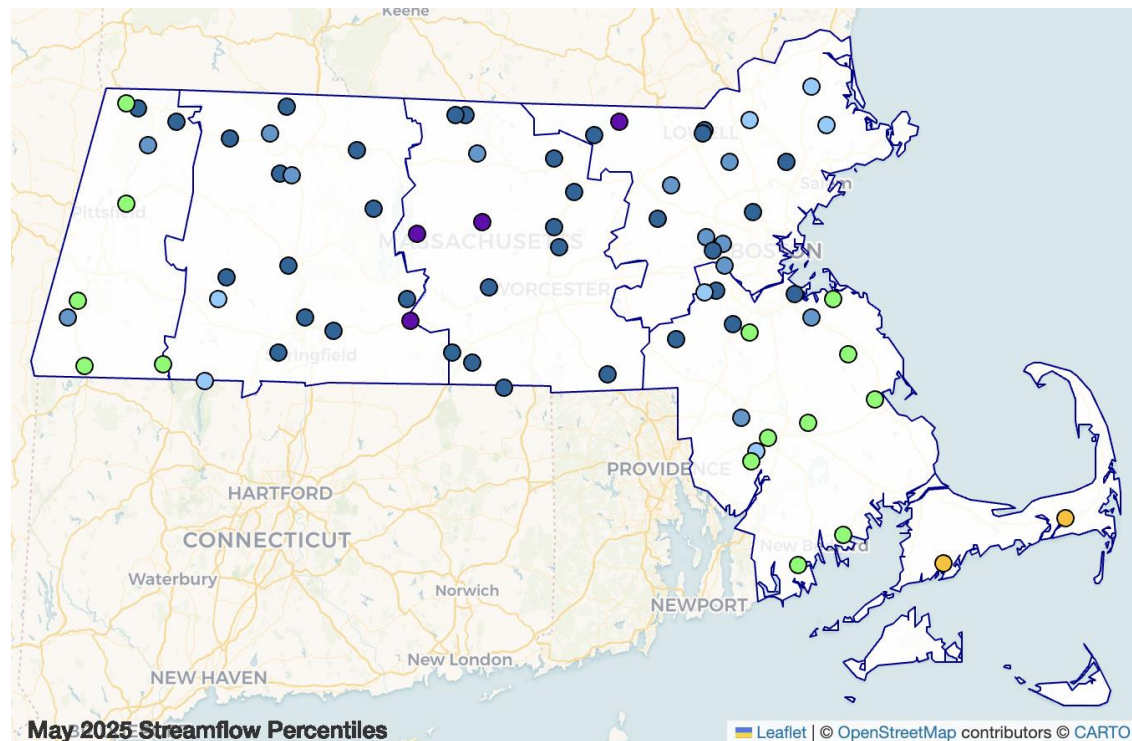 Keene
LOWELL
Salem
Pittsfield
MASSACHUSETTS
BOSTON
WORCESTER
Springfield
PROVIDENCE
HARTFORD
CONNECTICUT
New Bedford
Waterbury
Norwich
NEWPORT
New London
NEW HAVEN
May 2025 Streamflow Percentiles
Leaflet | © OpenStreetMap contributors © CARTO